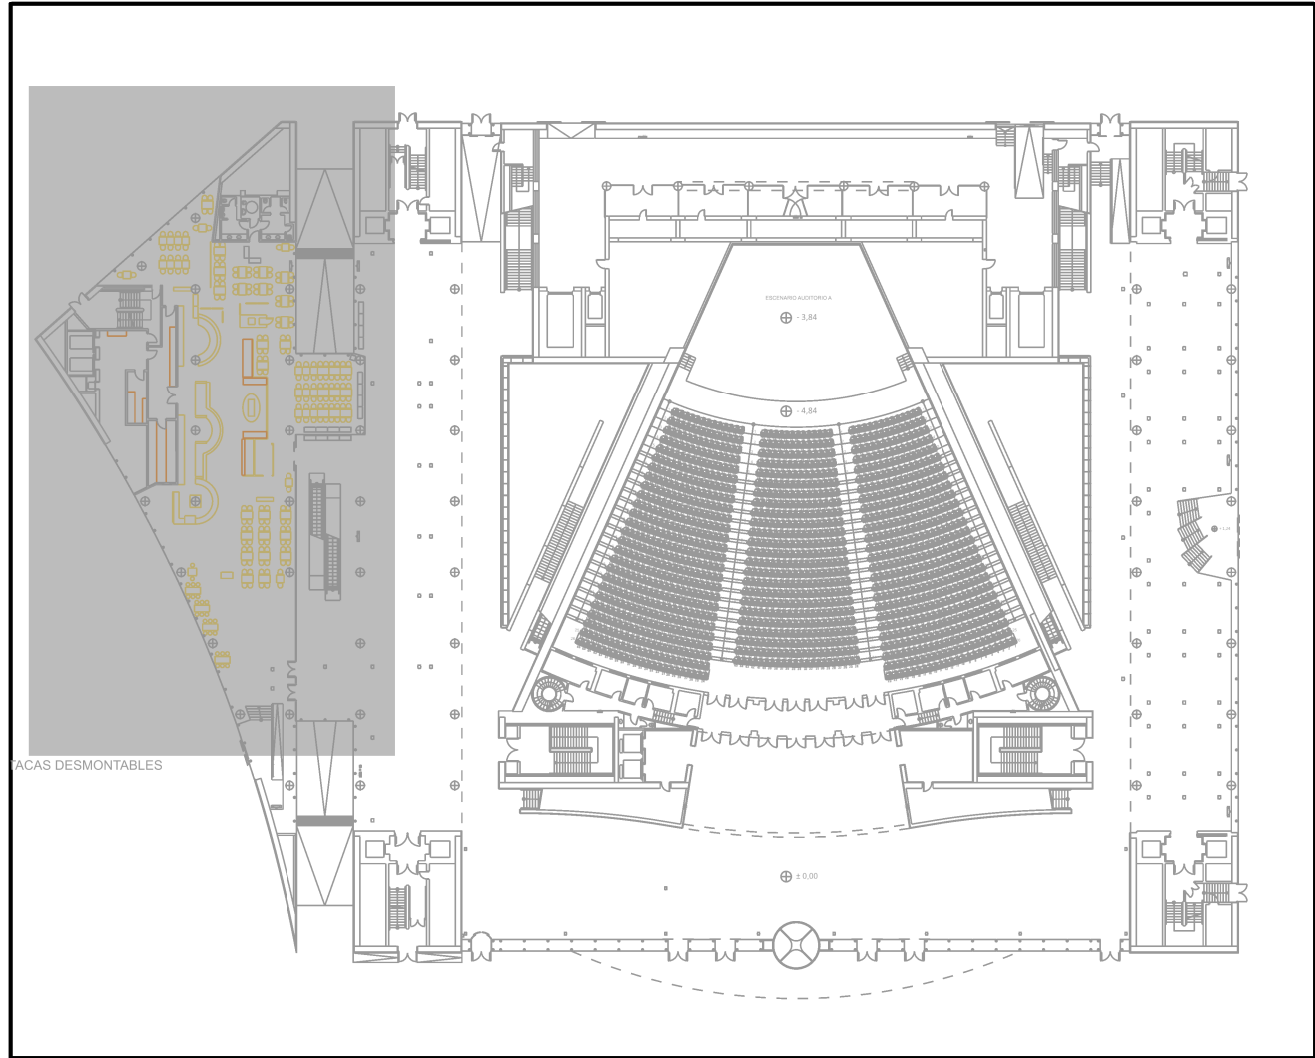 ESCENARIO AUDITORIO A
- 3,84
- 4,84
TACAS DESMONTABLES
± 0,00